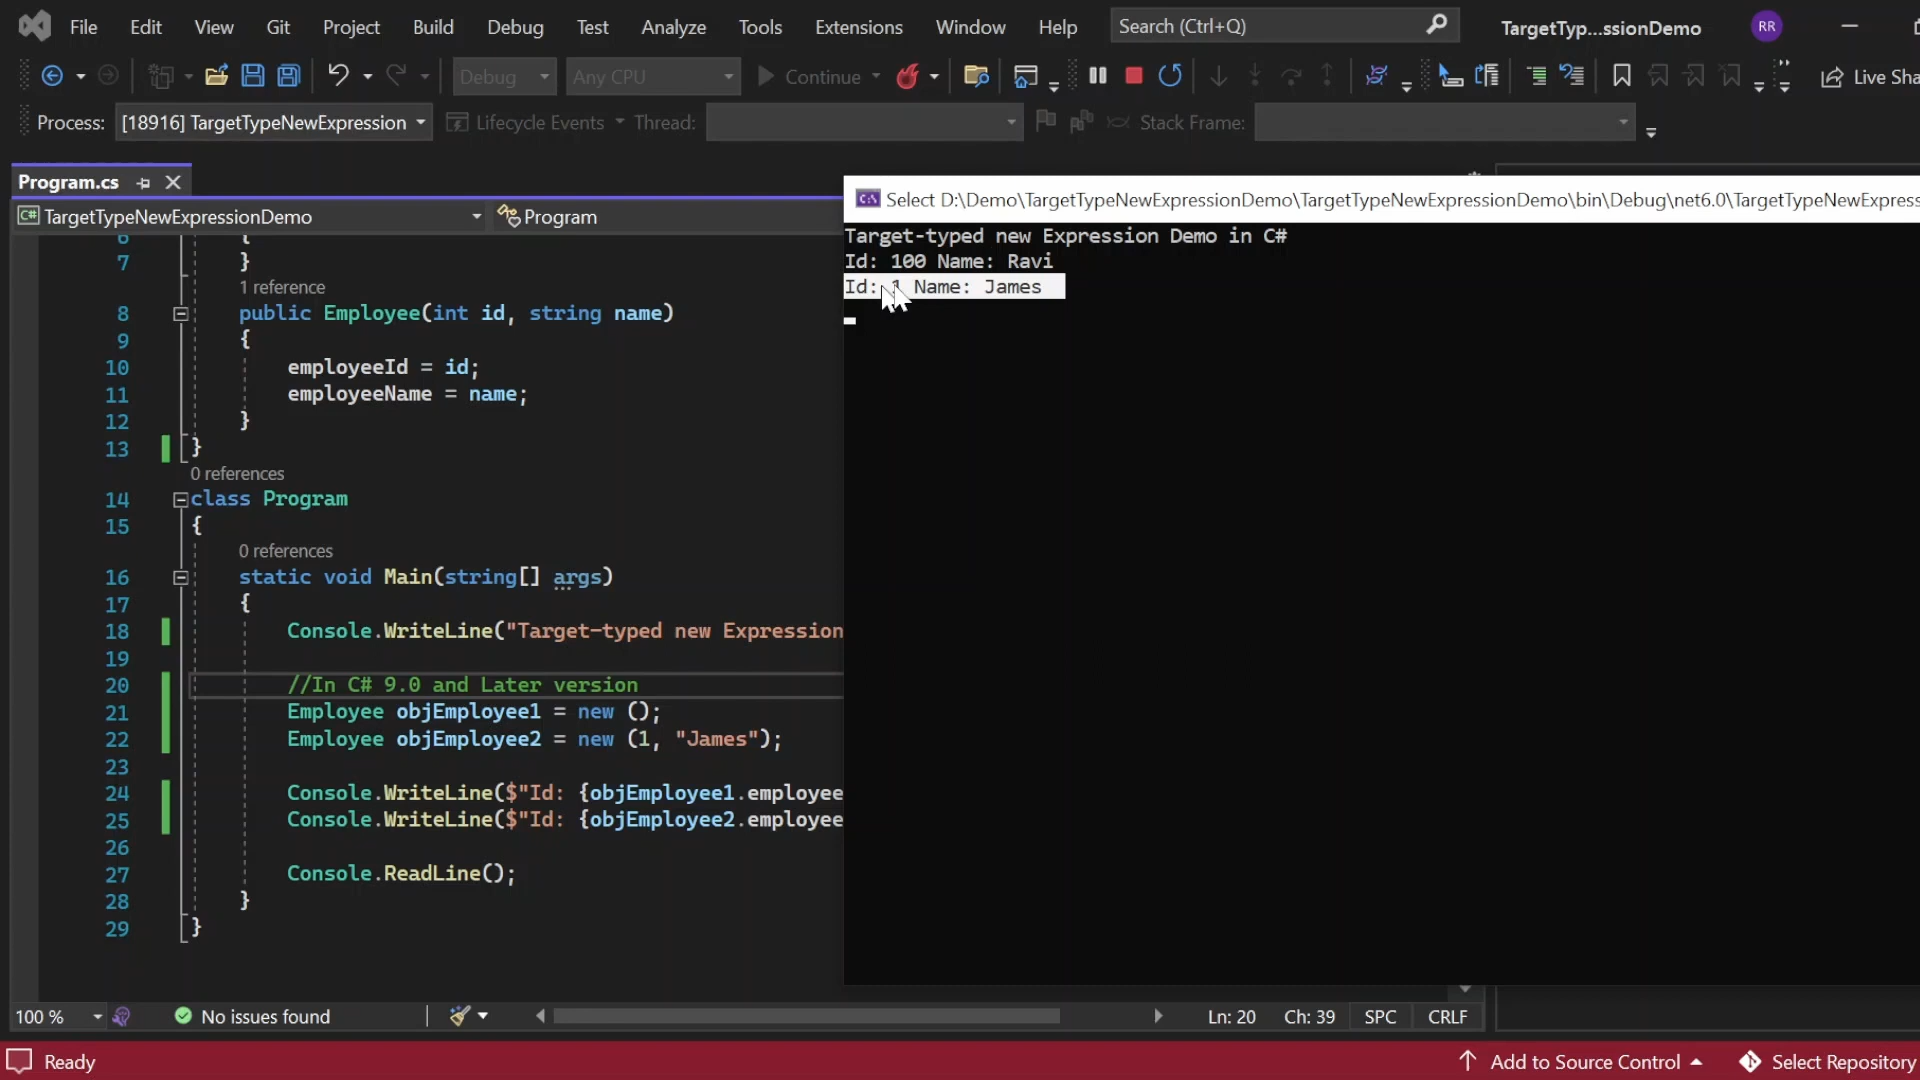 File Edit View Git Project Build Debug Test Analyze Tools Extensions Window Help Search (Ctrl+Q) TargetTyp...ssionDemo RR
Debug Any CPU Continue Live Sha
Process: [18916] TargetTypeNewExpression Lifecycle Events Thread: Stack Frame:
Program.cs
C# TargetTypeNewExpressionDemo Program
6 {
7 }
1 reference
8 public Employee(int id, string name)
9 {
10 employeeId = id;
11 employeeName = name;
12 }
13 }
0 references
14 class Program
15 {
0 references
16 static void Main(string[] args)
17 {
18 Console.WriteLine("Target-typed new Expression
19
20 //In C# 9.0 and Later version
21 Employee objEmployee1 = new ();
22 Employee objEmployee2 = new (1, "James");
23
24 Console.WriteLine($"Id: {objEmployee1.employee
25 Console.WriteLine($"Id: {objEmployee2.employee
26
27 Console.ReadLine();
28 }
29 }
C:\ Select D:\Demo\TargetTypeNewExpressionDemo\TargetTypeNewExpressionDemo\bin\Debug\net6.0\TargetTypeNewExpress
Target-typed new Expression Demo in C#
Id: 100 Name: Ravi
Id: 1 Name: James
100 % No issues found Ln: 20 Ch: 39 SPC CRLF
Ready Add to Source Control Select Repository